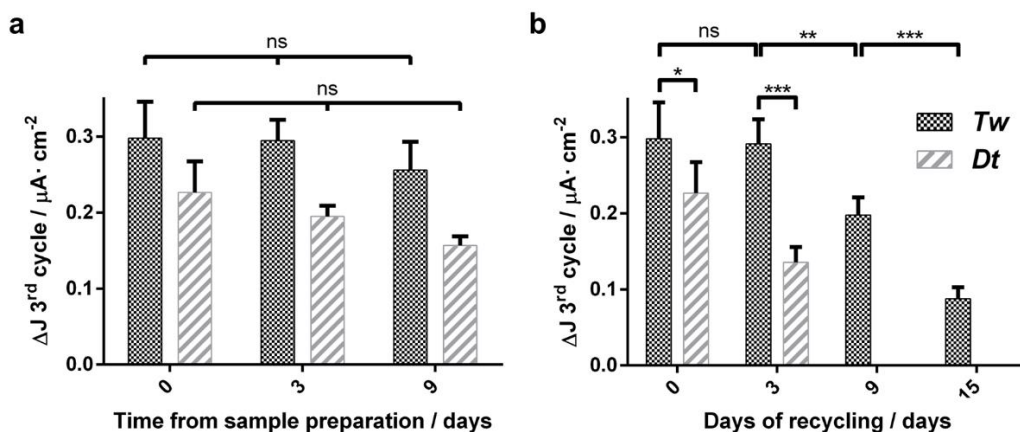 a
ns
ns
0.3
0.2
0.1
0.0
ΔJ 3rd cycle / μA· cm-2
0
3
9
Time from sample preparation / days
b
ns
**
***
*
***
0.3
0.2
0.1
0.0
ΔJ 3rd cycle / μA· cm-2
Tw
Dt
0
3
9
15
Days of recycling / days